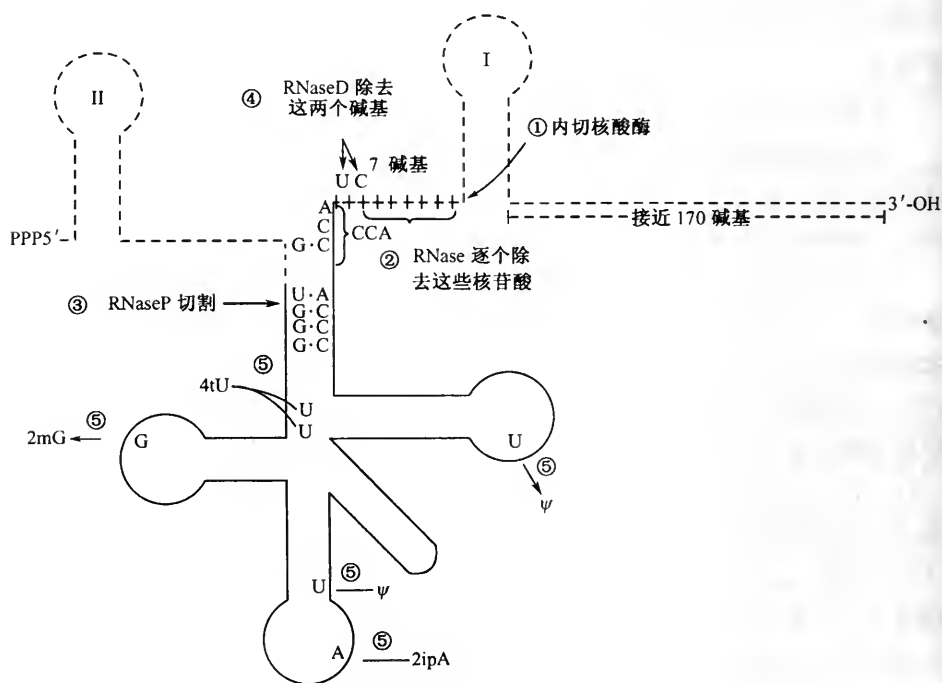 I
II
④ RNaseD 除去
这两个碱基
①内切核酸酶
7 碱基
U C
3′-OH
接近 170 碱基
A
C
G·C
CCA
PPP5′-
② RNase 逐个除
去这些核苷酸
③ RNaseP 切割
U·A
G·C
G·C
G·C
⑤
4tU
U
U
2mG
⑤
G
U
⑤
ψ
U
⑤
ψ
A
⑤
2ipA